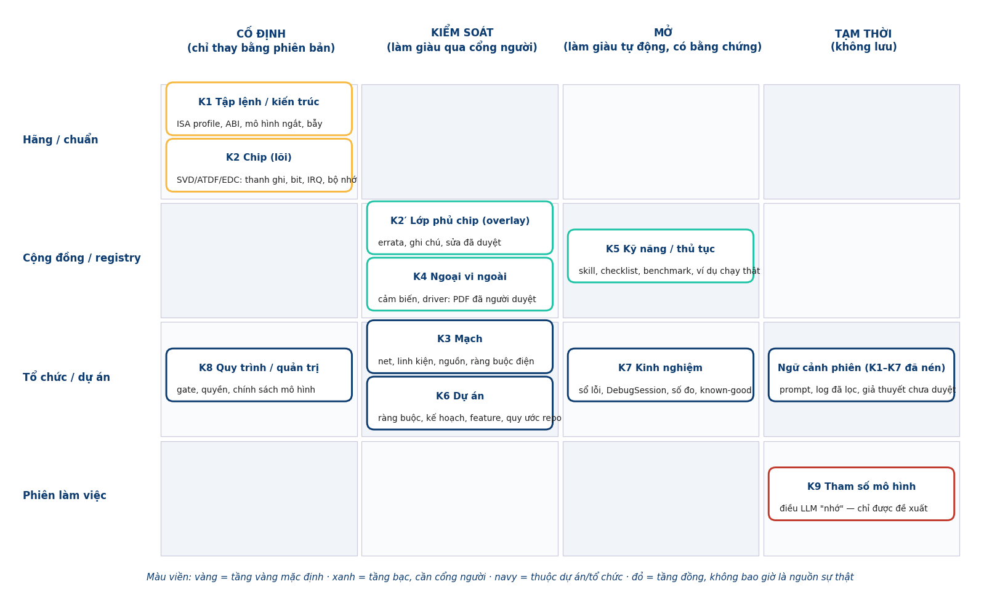 CỐ ĐỊNH
(chỉ thay bằng phiên bản)
KIỂM SOÁT
(làm giàu qua cổng người)
MỞ
(làm giàu tự động, có bằng chứng)
TẠM THỜI
(không lưu)
Hãng / chuẩn
K1 Tập lệnh / kiến trúc
ISA profile, ABI, mô hình ngắt, bẫy
K2 Chip (lõi)
SVD/ATDF/EDC: thanh ghi, bit, IRQ, bộ nhớ
Cộng đồng / registry
K2′ Lớp phủ chip (overlay)
errata, ghi chú, sửa đã duyệt
K4 Ngoại vi ngoài
cảm biến, driver: PDF đã người duyệt
K5 Kỹ năng / thủ tục
skill, checklist, benchmark, ví dụ chạy thật
Tổ chức / dự án
K8 Quy trình / quản trị
gate, quyền, chính sách mô hình
K3 Mạch
net, linh kiện, nguồn, ràng buộc điện
K6 Dự án
ràng buộc, kế hoạch, feature, quy ước repo
K7 Kinh nghiệm
sổ lỗi, DebugSession, số đo, known-good
Ngữ cảnh phiên (K1–K7 đã nén)
prompt, log đã lọc, giả thuyết chưa duyệt
Phiên làm việc
K9 Tham số mô hình
điều LLM "nhớ" — chỉ được đề xuất
Màu viền: vàng = tầng vàng mặc định · xanh = tầng bạc, cần cổng người · navy = thuộc dự án/tổ chức · đỏ = tầng đồng, không bao giờ là nguồn sự thật